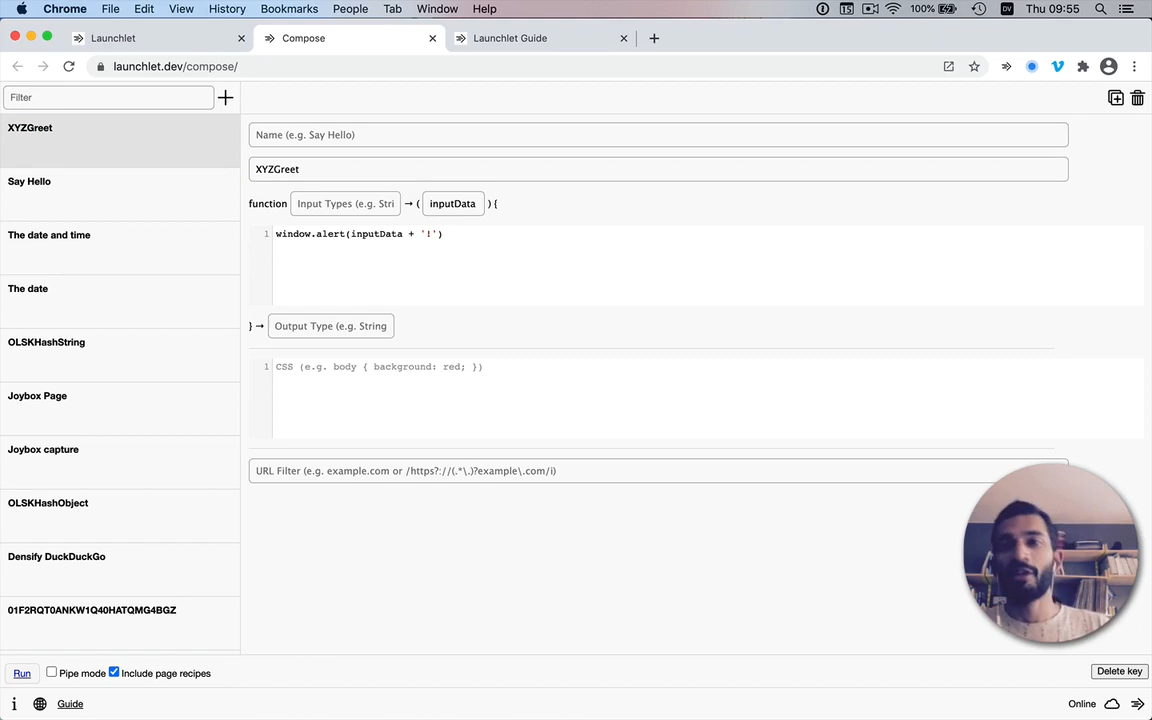 Chrome File Edit View History Bookmarks People Tab Window Help 15 100% DV Thu 09:55
Launchlet Compose Launchlet Guide
launchlet.dev/compose/
Filter
XYZGreet
Say Hello
The date and time
The date
OLSKHashString
Joybox Page
Joybox capture
OLSKHashObject
Densify DuckDuckGo
01F2RQT0ANKW1Q40HATQMG4BGZ
Name (e.g. Say Hello)
XYZGreet
function Input Types (e.g. Stri → ( inputData ) {
1 window.alert(inputData + '!')
} → Output Type (e.g. String
1 CSS (e.g. body { background: red; })
URL Filter (e.g. example.com or /https?://(.*\.)?example\.com/i)
Run Pipe mode Include page recipes Delete key
Guide Online